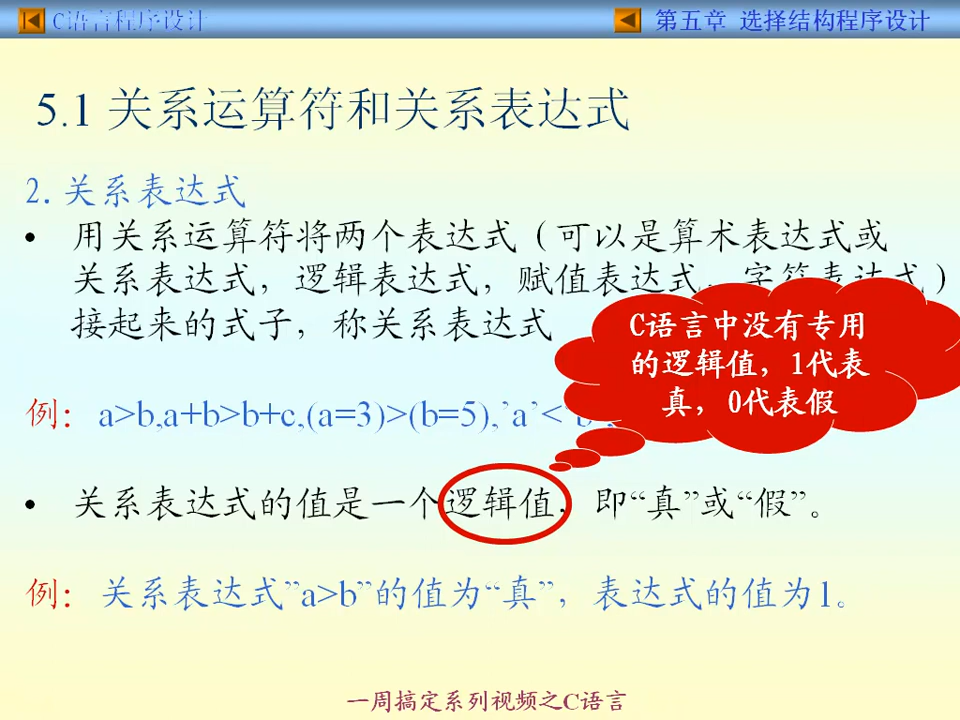 C语言程序设计
第五章 选择结构程序设计
5.1 关系运算符和关系表达式
2. 关系表达式
• 用关系运算符将两个表达式（可以是算术表达式或
关系表达式，逻辑表达式，赋值表达式，字符表达式）
接起来的式子，称关系表达式
C语言中没有专用
的逻辑值，1代表
真，0代表假
例： a>b,a+b>b+c,(a=3)>(b=5),’a’<‘b’,
• 关系表达式的值是一个逻辑值，即“真”或“假”。
例： 关系表达式”a>b”的值为“真”，表达式的值为1。
一周搞定系列视频之C语言